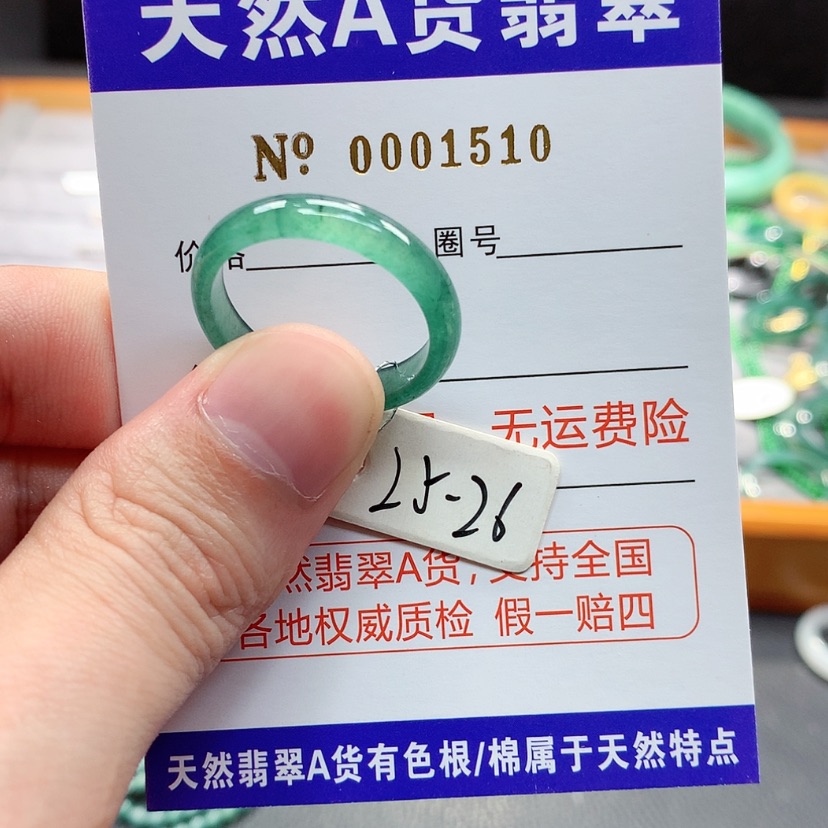 天然A货翡翠
No 0001510
价格 圈号
无运费险
25-26
然翡翠A货，支持全国
各地权威质检 假一赔四
天然翡翠A货有色根/棉属于天然特点